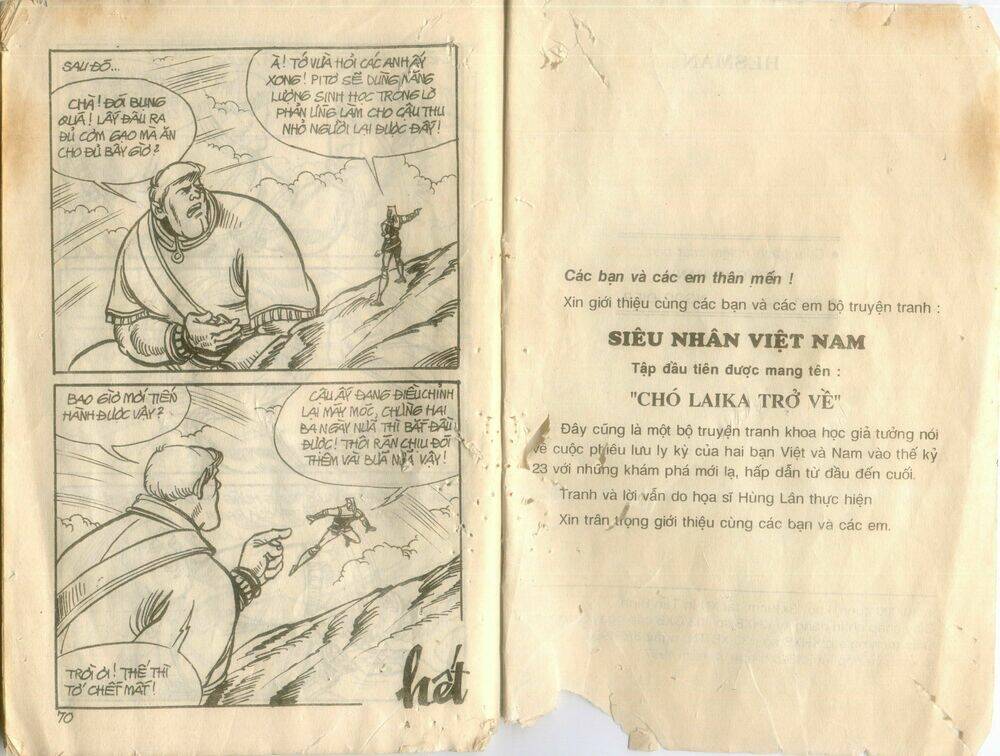 SAU ĐÓ...
CHÀ! ĐÓI BỤNG
QUÁ! LẤY ĐÂU RA
ĐỦ CƠM GẠO MÀ ĂN
CHO ĐỦ BÂY GIỜ?
À! TỚ VỪA HỎI CÁC ANH ẤY
XONG! PITƠ SẼ DÙNG NĂNG
LƯỢNG SINH HỌC TRONG LÒ
PHẢN ỨNG LÀM CHO CẬU THU
NHỎ NGƯỜI LẠI ĐƯỢC ĐẤY!
BAO GIỜ MỚI TIẾN
HÀNH ĐƯỢC VẬY?
CẬU ẤY ĐANG ĐIỀU CHỈNH
LẠI MÁY MÓC, CHỪNG HAI
BA NGÀY NỮA THÌ BẮT ĐẦU
ĐƯỢC! THÔI RÁN CHỊU ĐÓI
THÊM VÀI BỮA NỮA VẬY!
TRỜI ƠI! THẾ THÌ
TỚ CHẾT MẤT!
hết
70
HESMAN
Các bạn và các em thân mến !
Xin giới thiệu cùng các bạn và các em bộ truyện tranh :
SIÊU NHÂN VIỆT NAM
Tập đầu tiên được mang tên :
"CHÓ LAIKA TRỞ VỀ"
Đây cũng là một bộ truyện tranh khoa học giả tưởng nói
về cuộc phiêu lưu ly kỳ của hai bạn Việt và Nam vào thế kỷ
23 với những khám phá mới lạ, hấp dẫn từ đầu đến cuối.
Tranh và lời vẫn do họa sĩ Hùng Lân thực hiện
Xin trân trọng giới thiệu cùng các bạn và các em.